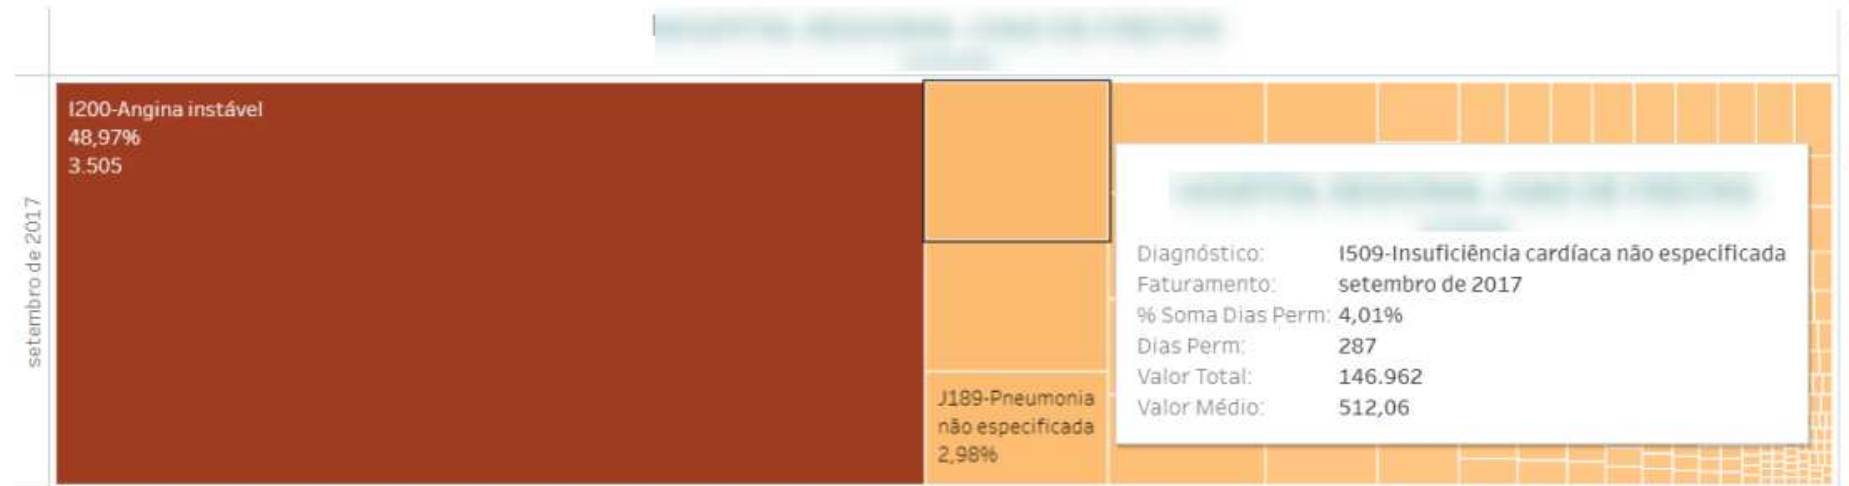 I200-Angina instável
48,97%
3.505
setembro de 2017
J189-Pneumonia
não especificada
2,98%
Diagnóstico: I509-Insuficiência cardíaca não especificada
Faturamento: setembro de 2017
% Soma Dias Perm: 4,01%
Dias Perm: 287
Valor Total: 146.962
Valor Médio: 512,06